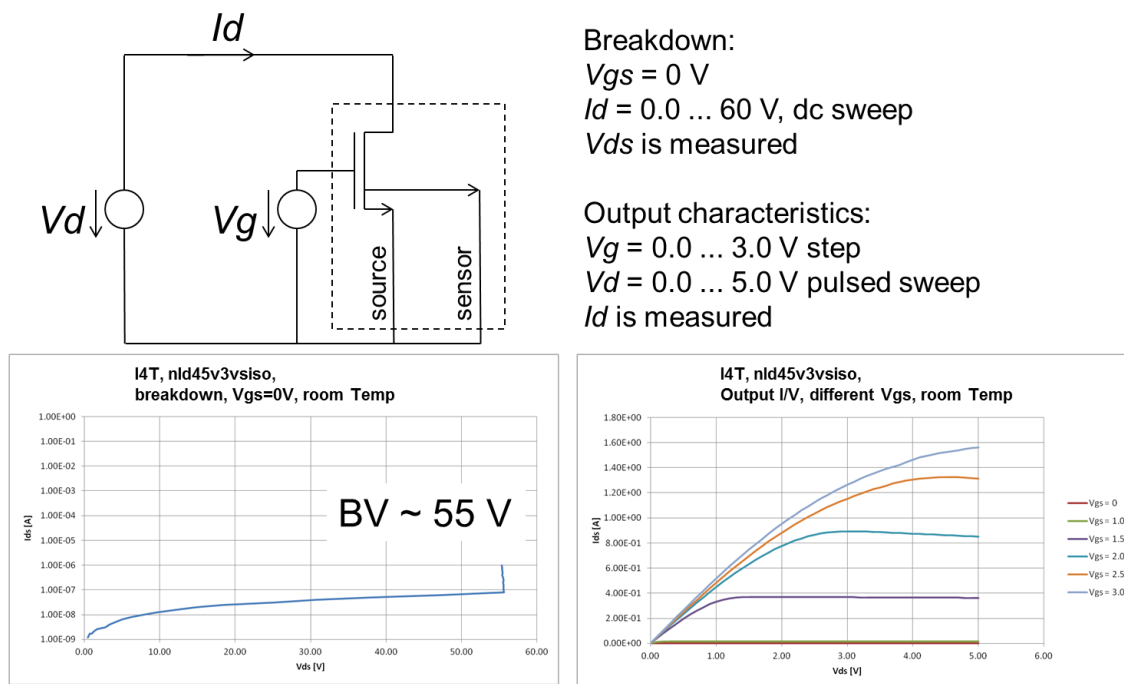 Id
Vd
Vg
source
sensor
Breakdown:
Vgs = 0 V
Id = 0.0 ... 60 V, dc sweep
Vds is measured
Output characteristics:
Vg = 0.0 ... 3.0 V step
Vd = 0.0 ... 5.0 V pulsed sweep
Id is measured
I4T, nld45v3vsiso,
breakdown, Vgs=0V, room Temp
1.00E+00
1.00E-01
1.00E-02
1.00E-03
1.00E-04
1.00E-05
1.00E-06
1.00E-07
1.00E-08
1.00E-09
Ids [A]
BV ~ 55 V
0.00 10.00 20.00 30.00 40.00 50.00 60.00
Vds [V]
I4T, nld45v3vsiso,
Output I/V, different Vgs, room Temp
1.80E+00
1.60E+00
1.40E+00
1.20E+00
1.00E+00
8.00E-01
6.00E-01
4.00E-01
2.00E-01
0.00E+00
Ids [A]
0.00 1.00 2.00 3.00 4.00 5.00 6.00
Vds [V]
Vgs = 0
Vgs = 1.0
Vgs = 1.5
Vgs = 2.0
Vgs = 2.5
Vgs = 3.0